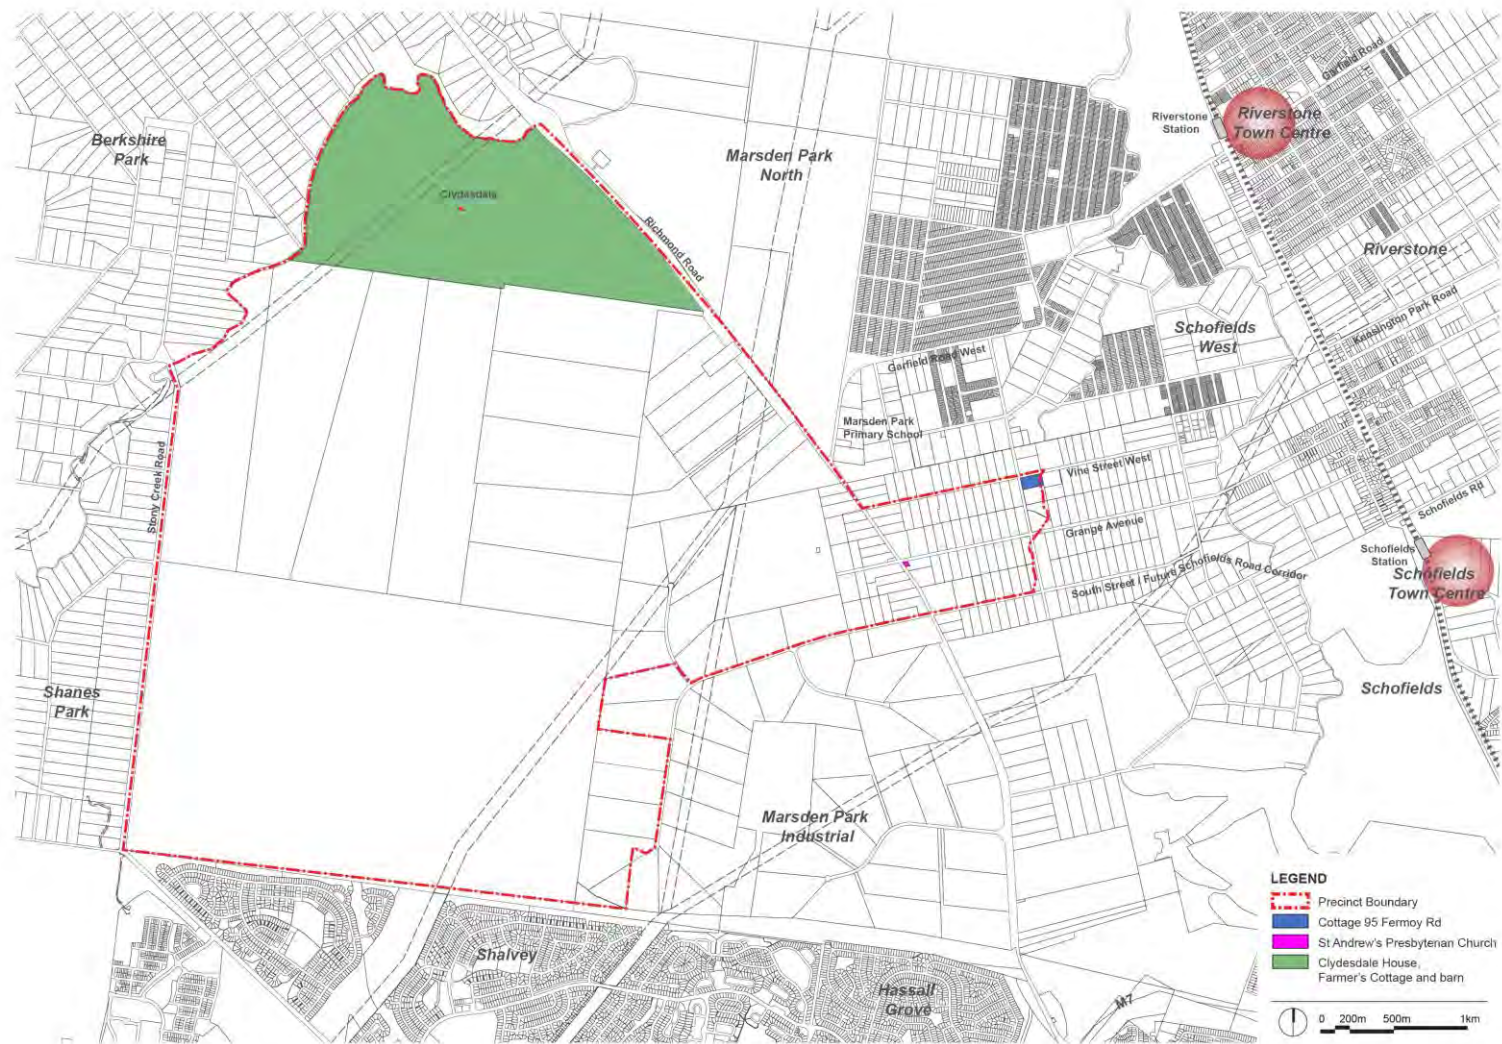 Garfield Road
Riverstone
Station
Riverstone
Town Centre
Berkshire
Park
Marsden Park
North
Clydesdale
Richmond Road
Riverstone
Kensington Park Road
Schofields
West
Garfield Road West
Marsden Park
Primary School
Stony Creek Road
Vine Street West
Schofields Rd
Grange Avenue
Schofields
Station
South Street / Future Schofields Road Corridor
Schofields
Town Centre
Shanes
Park
Schofields
Marsden Park
Industrial
Shalvey
Hassall
Grove
M7
LEGEND
Precinct Boundary
Cottage 95 Fermoy Rd
St Andrew's Presbyterian Church
Clydesdale House,
Farmer's Cottage and barn
0 200m 500m 1km